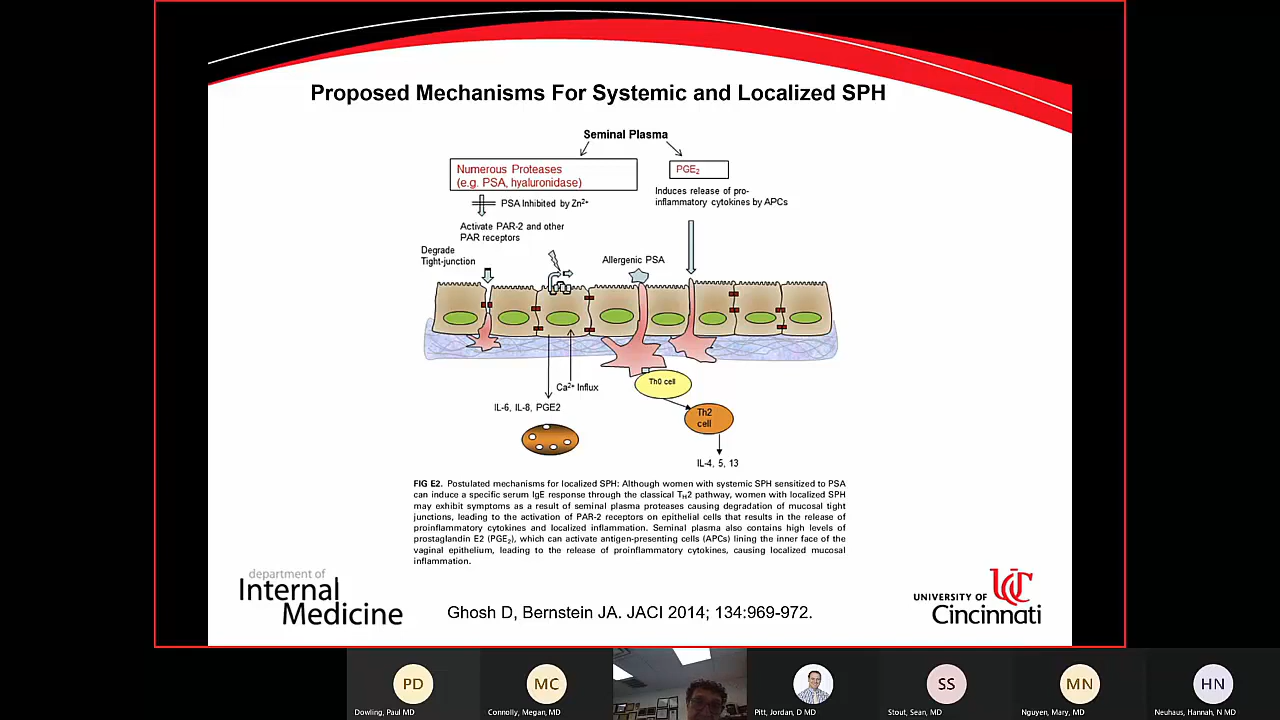 Proposed Mechanisms For Systemic and Localized SPH
Seminal Plasma
Numerous Proteases
(e.g. PSA, hyaluronidase)
PGE₂
PSA Inhibited by Zn²⁺
Induces release of pro-
inflammatory cytokines by APCs
Activate PAR-2 and other
PAR receptors
Degrade
Tight-junction
Allergenic PSA
Ca²⁺ Influx
Th0 cell
IL-6, IL-8, PGE2
Th2
cell
IL-4, 5, 13
FIG E2. Postulated mechanisms for localized SPH: Although women with systemic SPH sensitized to PSA
can induce a specific serum IgE response through the classical TH2 pathway, women with localized SPH
may exhibit symptoms as a result of seminal plasma proteases causing degradation of mucosal tight
junctions, leading to the activation of PAR-2 receptors on epithelial cells that results in the release of
proinflammatory cytokines and localized inflammation. Seminal plasma also contains high levels of
prostaglandin E2 (PGE₂), which can activate antigen-presenting cells (APCs) lining the inner face of the
vaginal epithelium, leading to the release of proinflammatory cytokines, causing localized mucosal
inflammation.
department of
Internal
Medicine
Ghosh D, Bernstein JA. JACI 2014; 134:969-972.
UC
UNIVERSITY OF
Cincinnati
PD
Dowling, Paul MD
MC
Connolly, Megan, MD
Pitt, Jordan, D MD
SS
Stout, Sean, MD
MN
Nguyen, Mary, MD
HN
Neuhaus, Hannah, N MD